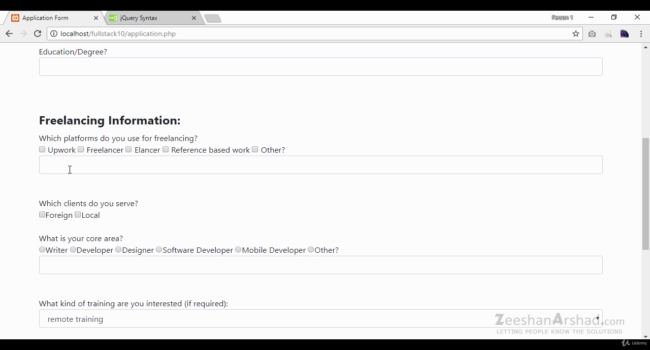 Application Form
jQuery Syntax
localhost/fullstack10/application.php
Education/Degree?
Freelancing Information:
Which platforms do you use for freelancing?
Upwork Freelancer Elancer Reference based work Other?
Which clients do you serve?
Foreign Local
What is your core area?
Writer Developer Designer Software Developer Mobile Developer Other?
What kind of training are you interested (if required):
remote training
ZeeshanArshad.com
LETTING PEOPLE KNOW THE SOLUTIONS
Udemy